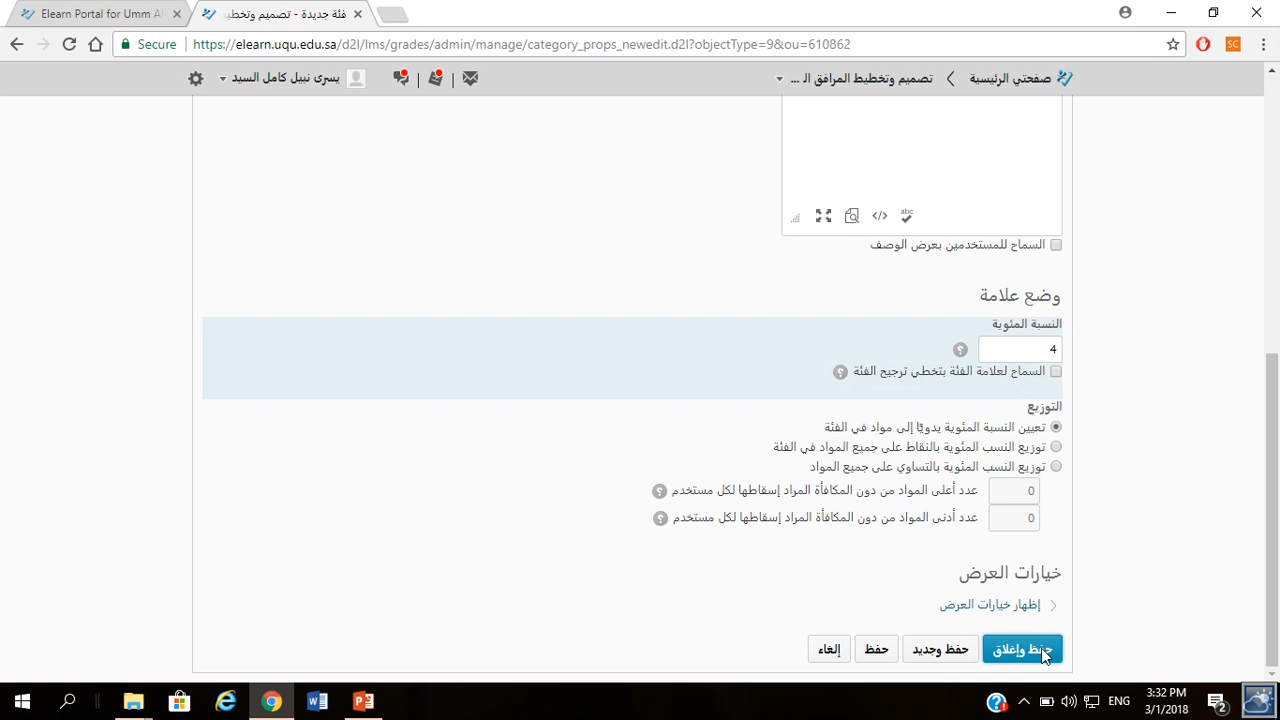 Elearn Portal for Umm Al
فئة جديدة - تصميم وتخطيط
Secure
https://elearn.uqu.edu.sa/d2l/lms/grades/admin/manage/category_props_newedit.d2l?objectType=9&ou=610862
SC
صفحتي الرئيسية
تصميم وتخطيط المرافق الـ ...
يسرى نبيل كامل السيد
abc
السماح للمستخدمين بعرض الوصف
وضع علامة
النسبة المئوية
4
السماح لعلامة الفئة بتخطي ترجيح الفئة
التوزيع
تعيين النسبة المئوية يدويًا إلى مواد في الفئة
توزيع النسب المئوية بالنقاط على جميع المواد في الفئة
توزيع النسب المئوية بالتساوي على جميع المواد
0 عدد أعلى المواد من دون المكافأة المراد إسقاطها لكل مستخدم
0 عدد أدنى المواد من دون المكافأة المراد إسقاطها لكل مستخدم
خيارات العرض
إظهار خيارات العرض
حفظ وإغلاق
حفظ وجديد
حفظ
إلغاء
ENG
3:32 PM
3/1/2018
2